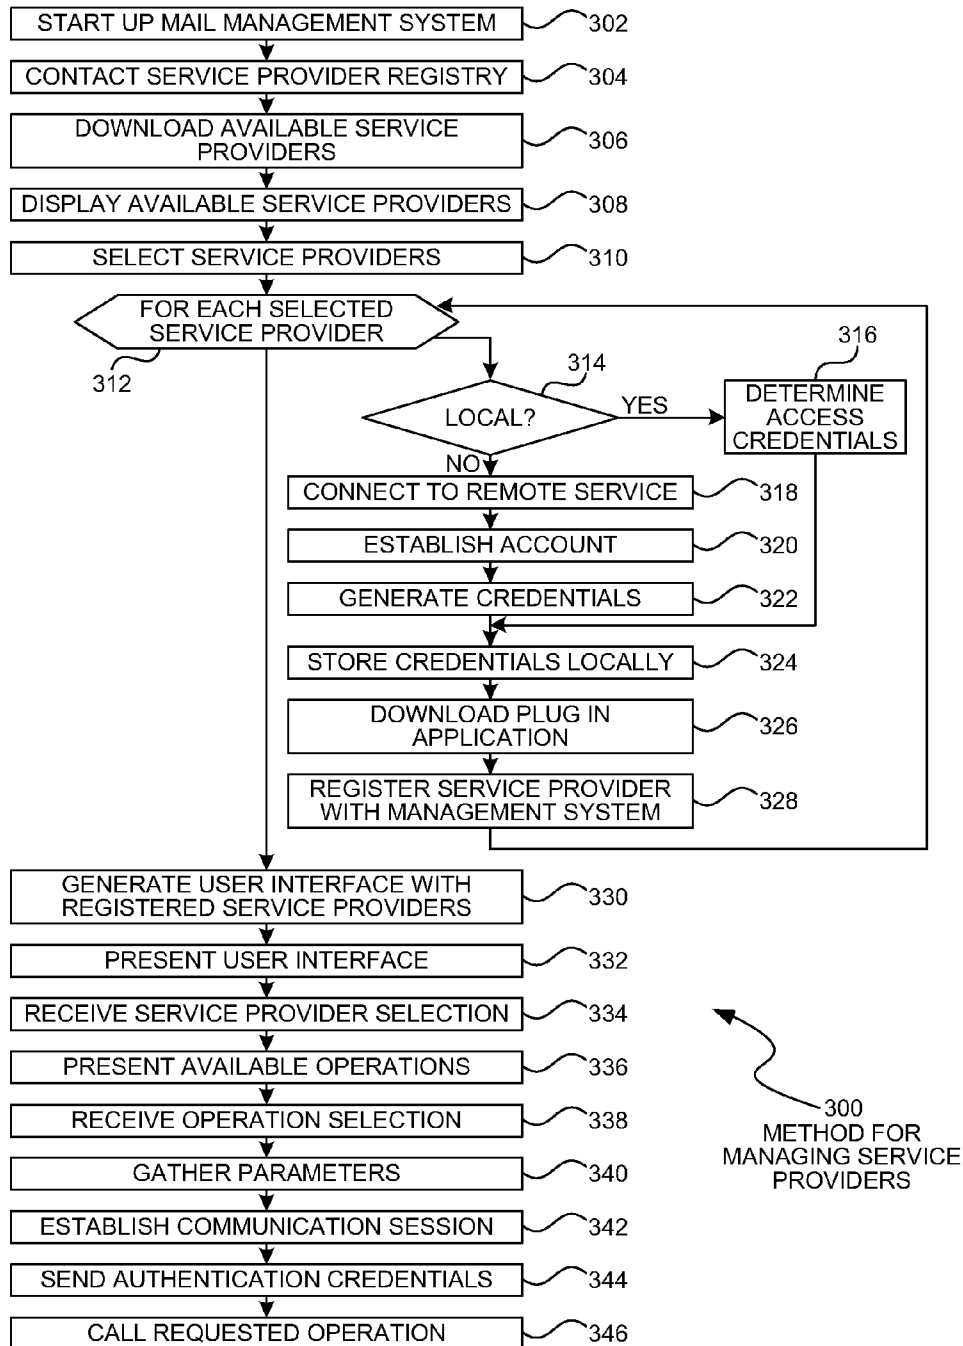 START UP MAIL MANAGEMENT SYSTEM
302
CONTACT SERVICE PROVIDER REGISTRY
304
DOWNLOAD AVAILABLE SERVICE
PROVIDERS
306
DISPLAY AVAILABLE SERVICE PROVIDERS
308
SELECT SERVICE PROVIDERS
310
FOR EACH SELECTED
SERVICE PROVIDER
312
LOCAL?
314
YES
NO
DETERMINE
ACCESS
CREDENTIALS
316
CONNECT TO REMOTE SERVICE
318
ESTABLISH ACCOUNT
320
GENERATE CREDENTIALS
322
STORE CREDENTIALS LOCALLY
324
DOWNLOAD PLUG IN
APPLICATION
326
REGISTER SERVICE PROVIDER
WITH MANAGEMENT SYSTEM
328
GENERATE USER INTERFACE WITH
REGISTERED SERVICE PROVIDERS
330
PRESENT USER INTERFACE
332
RECEIVE SERVICE PROVIDER SELECTION
334
PRESENT AVAILABLE OPERATIONS
336
RECEIVE OPERATION SELECTION
338
GATHER PARAMETERS
340
ESTABLISH COMMUNICATION SESSION
342
SEND AUTHENTICATION CREDENTIALS
344
CALL REQUESTED OPERATION
346
300
METHOD FOR
MANAGING SERVICE
PROVIDERS